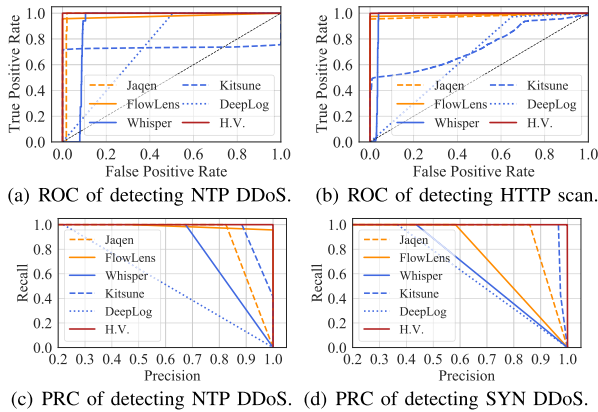 1.0
0.8
0.6
0.4
0.2
0.0
True Positive Rate
0.0 0.2 0.4 0.6 0.8 1.0
False Positive Rate
Jaqen
FlowLens
Whisper
Kitsune
DeepLog
H.V.
(a) ROC of detecting NTP DDoS.
1.0
0.8
0.6
0.4
0.2
0.0
True Positive Rate
0.0 0.2 0.4 0.6 0.8 1.0
False Positive Rate
Jaqen
FlowLens
Whisper
Kitsune
DeepLog
H.V.
(b) ROC of detecting HTTP scan.
1.0
0.8
0.6
0.4
0.2
0.0
Recall
0.2 0.3 0.4 0.5 0.6 0.7 0.8 0.9 1.0
Precision
Jaqen
FlowLens
Whisper
Kitsune
DeepLog
H.V.
(c) PRC of detecting NTP DDoS.
1.0
0.8
0.6
0.4
0.2
0.0
Recall
0.2 0.3 0.4 0.5 0.6 0.7 0.8 0.9 1.0
Precision
Jaqen
FlowLens
Whisper
Kitsune
DeepLog
H.V.
(d) PRC of detecting SYN DDoS.